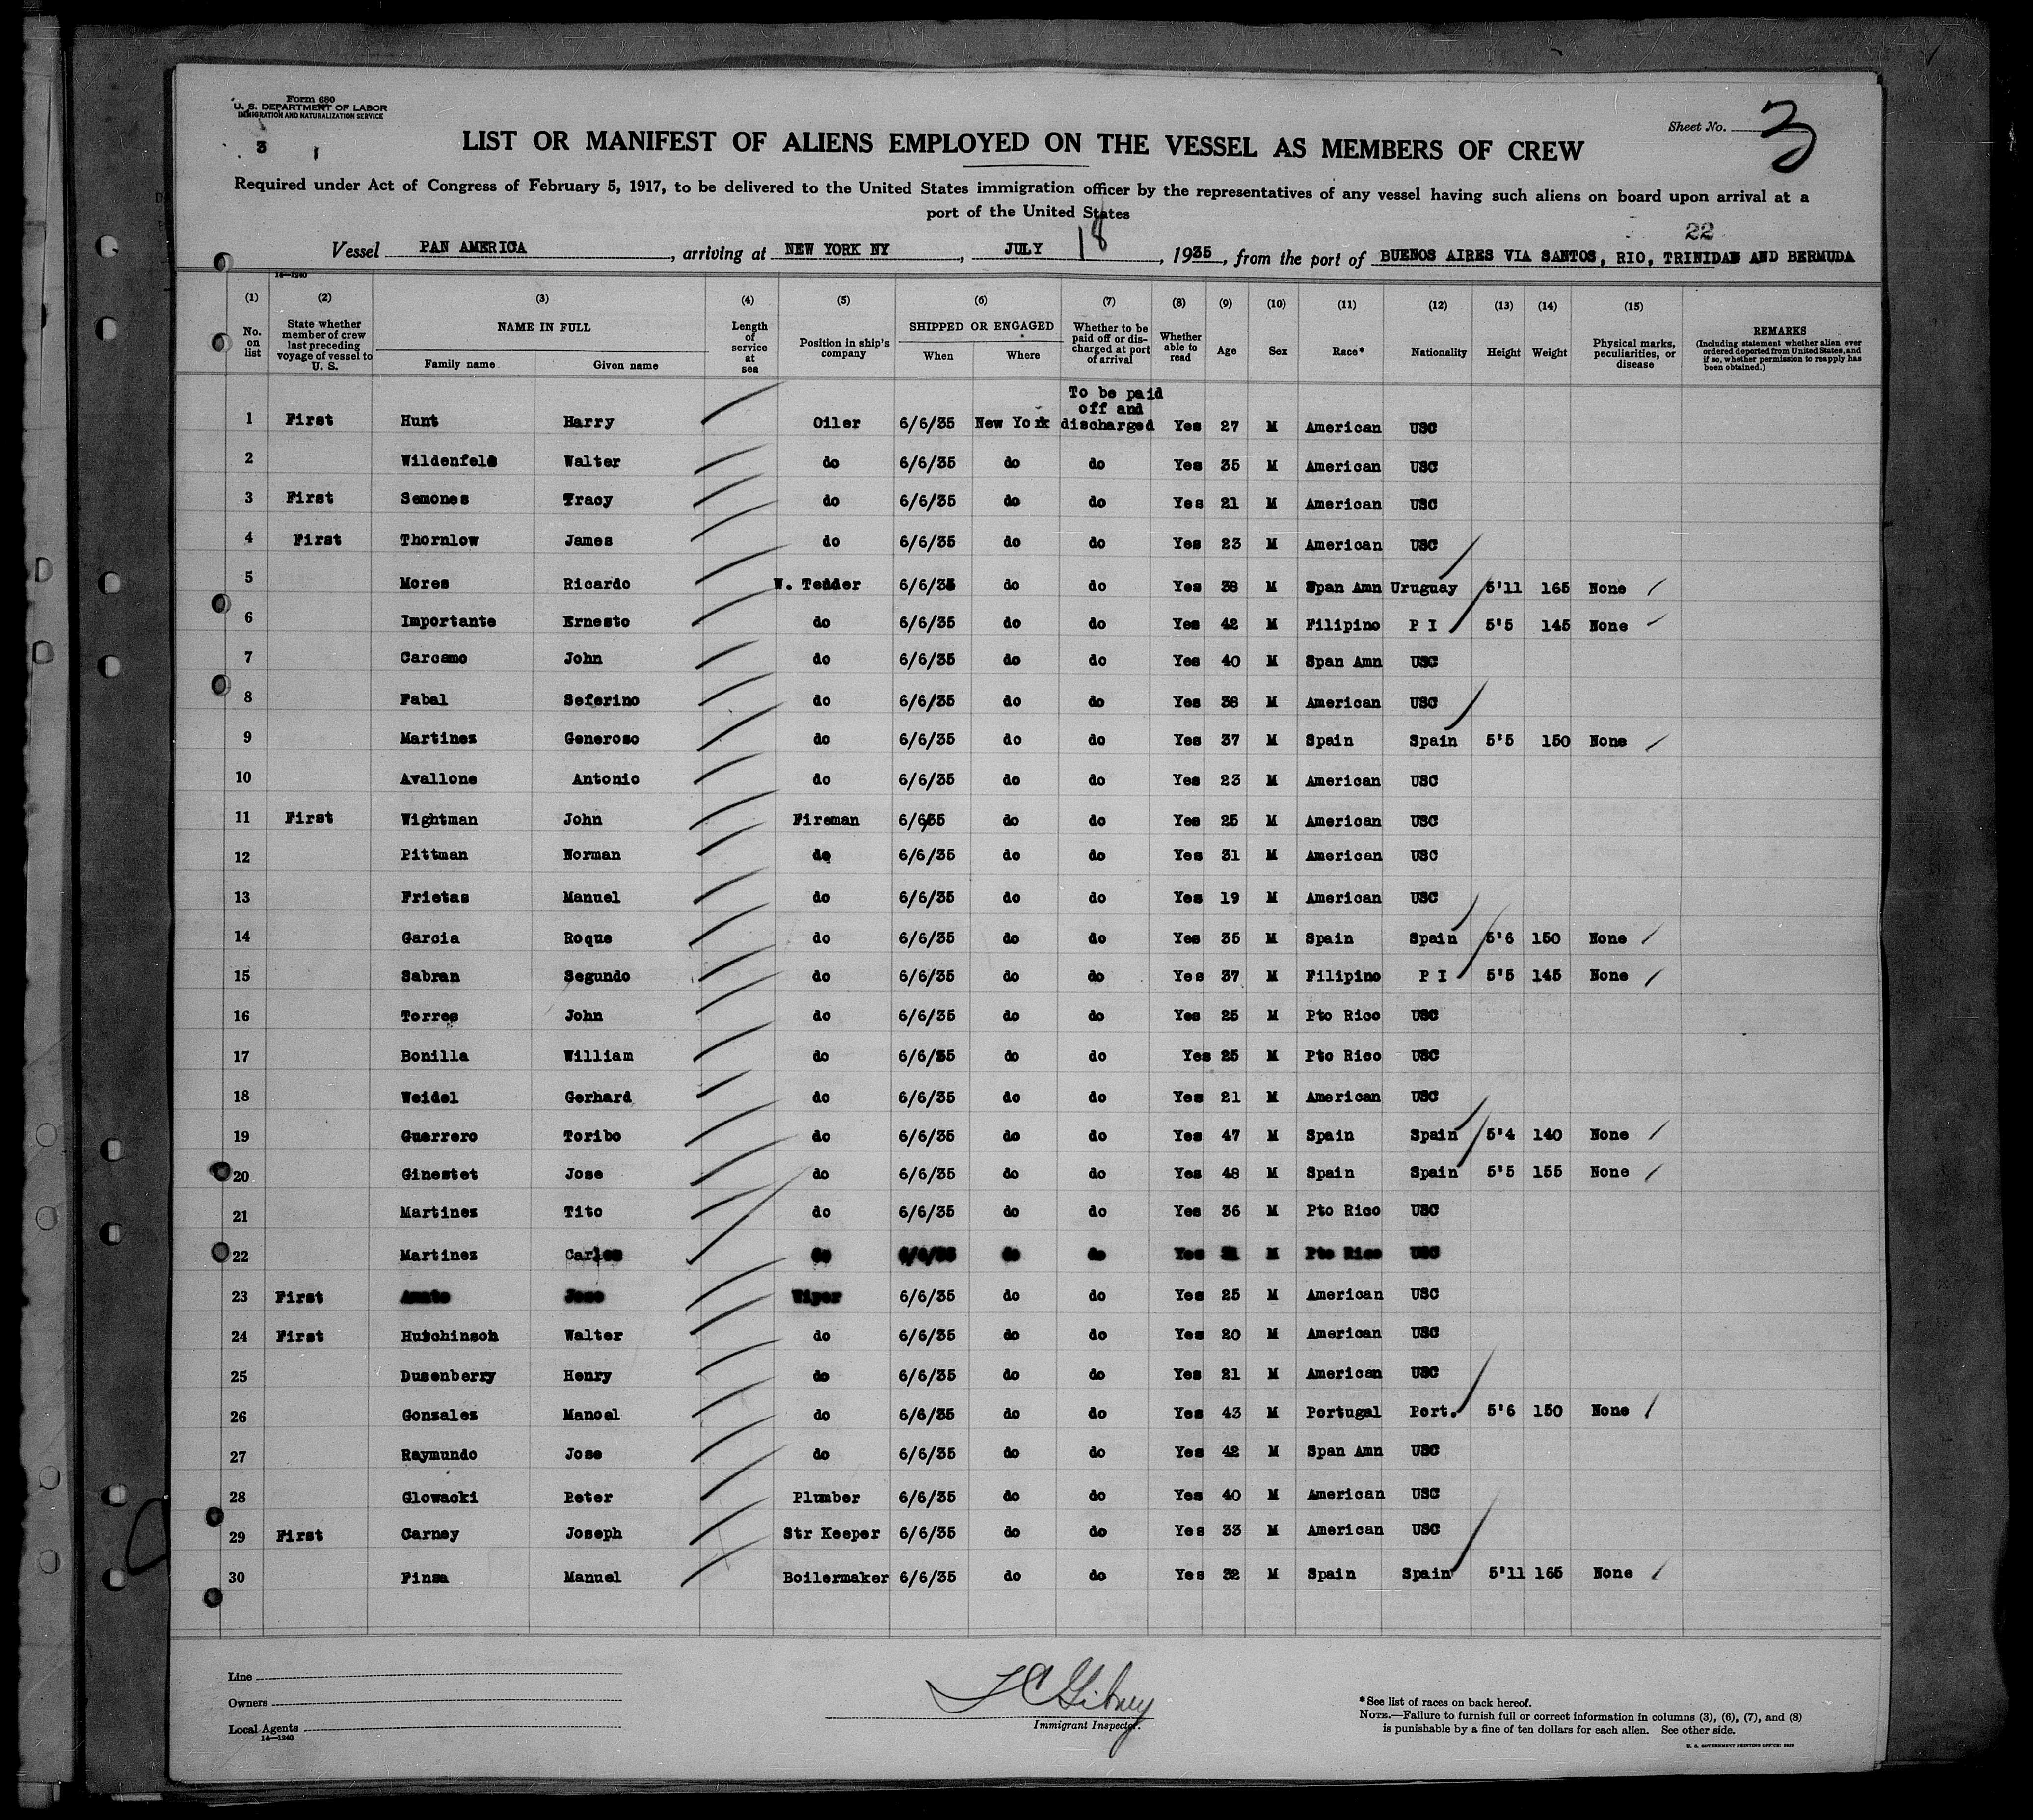 Form 680
U. S. DEPARTMENT OF LABOR
IMMIGRATION AND NATURALIZATION SERVICE
3 1
Sheet No. 3
LIST OR MANIFEST OF ALIENS EMPLOYED ON THE VESSEL AS MEMBERS OF CREW
Required under Act of Congress of February 5, 1917, to be delivered to the United States immigration officer by the representatives of any vessel having such aliens on board upon arrival at a
port of the United States
22
Vessel PAN AMERICA, arriving at NEW YORK NY, JULY 18, 1935, from the port of BUENOS AIRES VIA SANTOS, RIO, TRINIDAD AND BERMUDA
14—1240
(1) (2) (3) (4) (5) (6) (7) (8) (9) (10) (11) (12) (13) (14) (15)
No. on list
State whether member of crew last preceding voyage of vessel to U. S.
NAME IN FULL
Family name Given name
Length of service at sea
Position in ship's company
SHIPPED OR ENGAGED
When Where
Whether to be paid off or discharged at port of arrival
Whether able to read
Age Sex Race* Nationality Height Weight
Physical marks, peculiarities, or disease
REMARKS
(Including statement whether alien ever ordered deported from United States, and if so, whether permission to reapply has been obtained.)
To be paid
off and
1 First Hunt Harry Oiler 6/6/35 New York discharged Yes 27 M American USC
2 Wildenfels Walter do 6/6/35 do do Yes 35 M American USC
3 First Semones Tracy do 6/6/35 do do Yes 21 M American USC
4 First Thornlow James do 6/6/35 do do Yes 23 M American USC
5 Mores Ricardo W. Tender 6/6/35 do do Yes 38 M Span Amn Uruguay 5'11 165 None
6 Importante Ernesto do 6/6/35 do do Yes 42 M Filipino P I 5'5 145 None
7 Carcamo John do 6/6/35 do do Yes 40 M Span Amn USC
8 Fabal Seferino do 6/6/35 do do Yes 38 M American USC
9 Martinez Generoso do 6/6/35 do do Yes 37 M Spain Spain 5'5 150 None
10 Avallone Antonio do 6/6/35 do do Yes 23 M American USC
11 First Wightman John Fireman 6/6/35 do do Yes 25 M American USC
12 Pittman Norman do 6/6/35 do do Yes 31 M American USC
13 Frietas Manuel do 6/6/35 do do Yes 19 M American USC
14 Garcia Roque do 6/6/35 do do Yes 35 M Spain Spain 5'6 150 None
15 Sabran Segundo do 6/6/35 do do Yes 37 M Filipino P I 5'5 145 None
16 Torres John do 6/6/35 do do Yes 25 M Pto Rico USC
17 Bonilla William do 6/6/35 do do Yes 25 M Pto Rico USC
18 Weidel Gerhard do 6/6/35 do do Yes 21 M American USC
19 Guerrero Toribo do 6/6/35 do do Yes 47 M Spain Spain 5'4 140 None
20 Ginestet Jose do 6/6/35 do do Yes 48 M Spain Spain 5'5 155 None
21 Martinez Tito do 6/6/35 do do Yes 36 M Pto Rico USC
22 Martinez Carlos do 6/6/35 do do Yes M Pto Rico USC
23 First Wiper 6/6/35 do do Yes 25 M American USC
24 First Hutchinson Walter do 6/6/35 do do Yes 20 M American USC
25 Dusenberry Henry do 6/6/35 do do Yes 21 M American USC
26 Gonzales Manoel do 6/6/35 do do Yes 43 M Portugal Port. 5'6 150 None
27 Raymundo Jose do 6/6/35 do do Yes 42 M Span Amn USC
28 Glowacki Peter Plumber 6/6/35 do do Yes 40 M American USC
29 First Carney Joseph Str Keeper 6/6/35 do do Yes 33 M American USC
30 Finsa Manuel Boilermaker 6/6/35 do do Yes 32 M Spain Spain 5'11 165 None
Line
Owners
Local Agents
14—1240
Immigrant Inspector.
*See list of races on back hereof.
NOTE.—Failure to furnish full or correct information in columns (3), (6), (7), and (8)
is punishable by a fine of ten dollars for each alien. See other side.